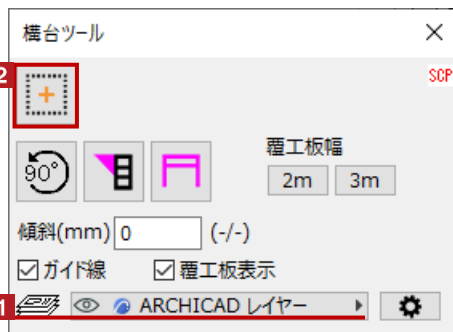 構台ツール
2
SCP
90°
覆工板幅
2m 3m
傾斜(mm) 0 (-/-)
ガイド線 覆工板表示
1 ARCHICAD レイヤー